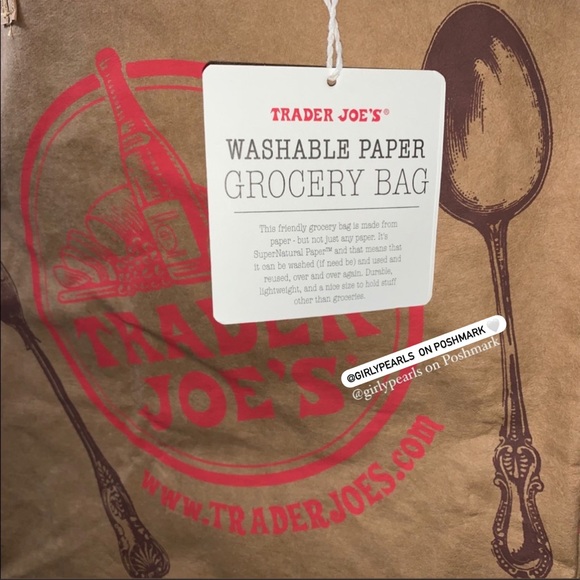 TRADER JOE'S®
WASHABLE PAPER
GROCERY BAG
This friendly grocery bag is made from
paper - but not just any paper. It's
SuperNatural Paper™ and that means that
it can be washed (if need be) and used and
reused, over and over again. Durable,
lightweight, and a nice size to hold stuff
other than groceries.
TRADER
JOE'S
www.TRADERJOES.com
@GIRLYPEARLS ON POSHMARK
@girlypearls on Poshmark